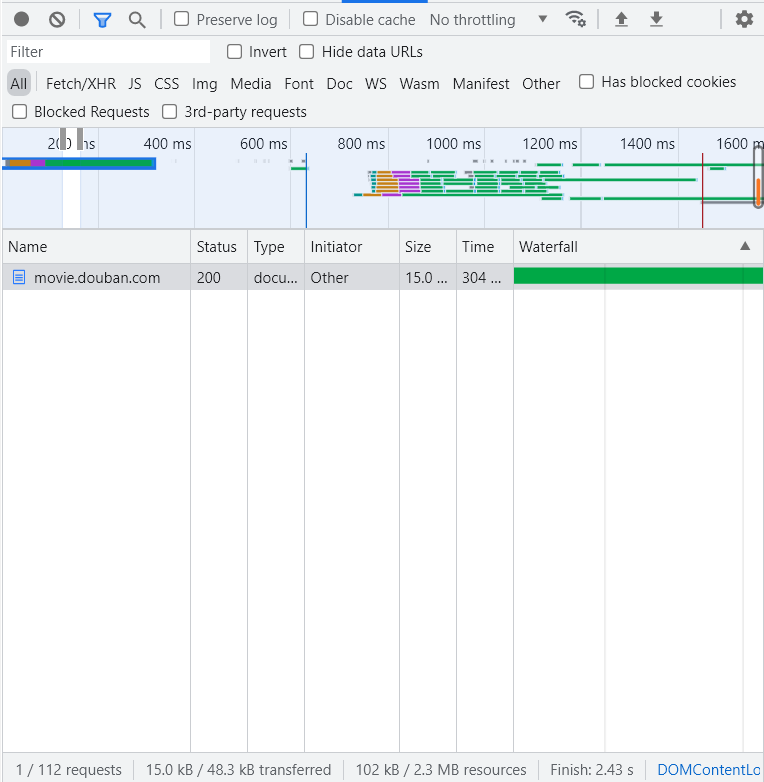 Preserve log Disable cache No throttling
Filter Invert Hide data URLs
All Fetch/XHR JS CSS Img Media Font Doc WS Wasm Manifest Other Has blocked cookies
Blocked Requests 3rd-party requests
400 ms 600 ms 800 ms 1000 ms 1200 ms 1400 ms 1600 m
Name Status Type Initiator Size Time Waterfall
movie.douban.com 200 docu... Other 15.0 ... 304 ...
1 / 112 requests 15.0 kB / 48.3 kB transferred 102 kB / 2.3 MB resources Finish: 2.43 s DOMContentLo